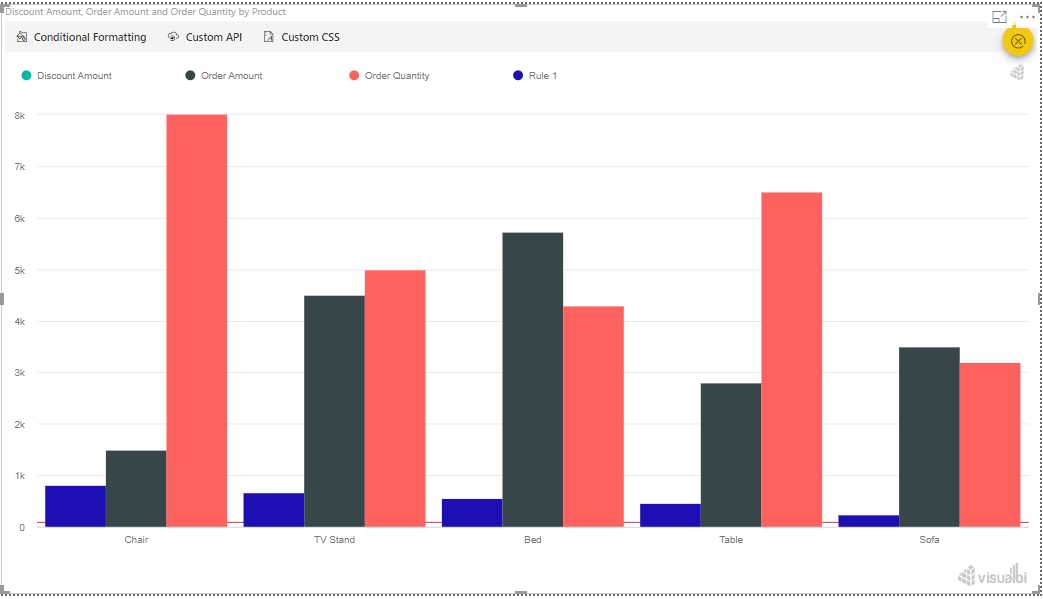 Discount Amount, Order Amount and Order Quantity by Product
Conditional Formatting Custom API Custom CSS
Discount Amount Order Amount Order Quantity Rule 1
8k
7k
6k
5k
4k
3k
2k
1k
0
Chair TV Stand Bed Table Sofa
visualbi